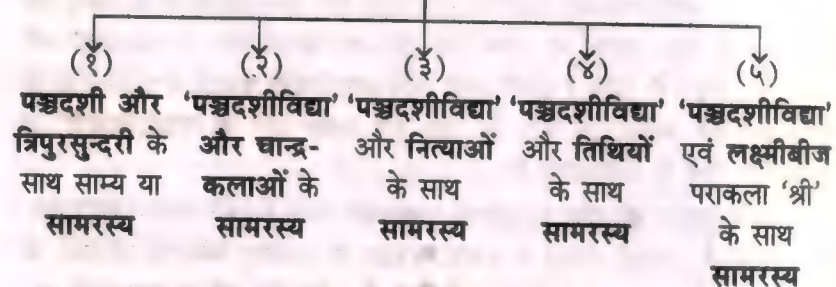 (१)
पञ्चदशी और
त्रिपुरसुन्दरी के
साथ साम्य या
सामरस्य
(२)
'पञ्चदशीविद्या'
और चान्द्र-
कलाओं के
सामरस्य
(३)
'पञ्चदशीविद्या'
और नित्याओं
के साथ
सामरस्य
(४)
'पञ्चदशीविद्या'
और तिथियों
के साथ
सामरस्य
(५)
'पञ्चदशीविद्या'
एवं लक्ष्मीबीज
पराकला 'श्री'
के साथ
सामरस्य